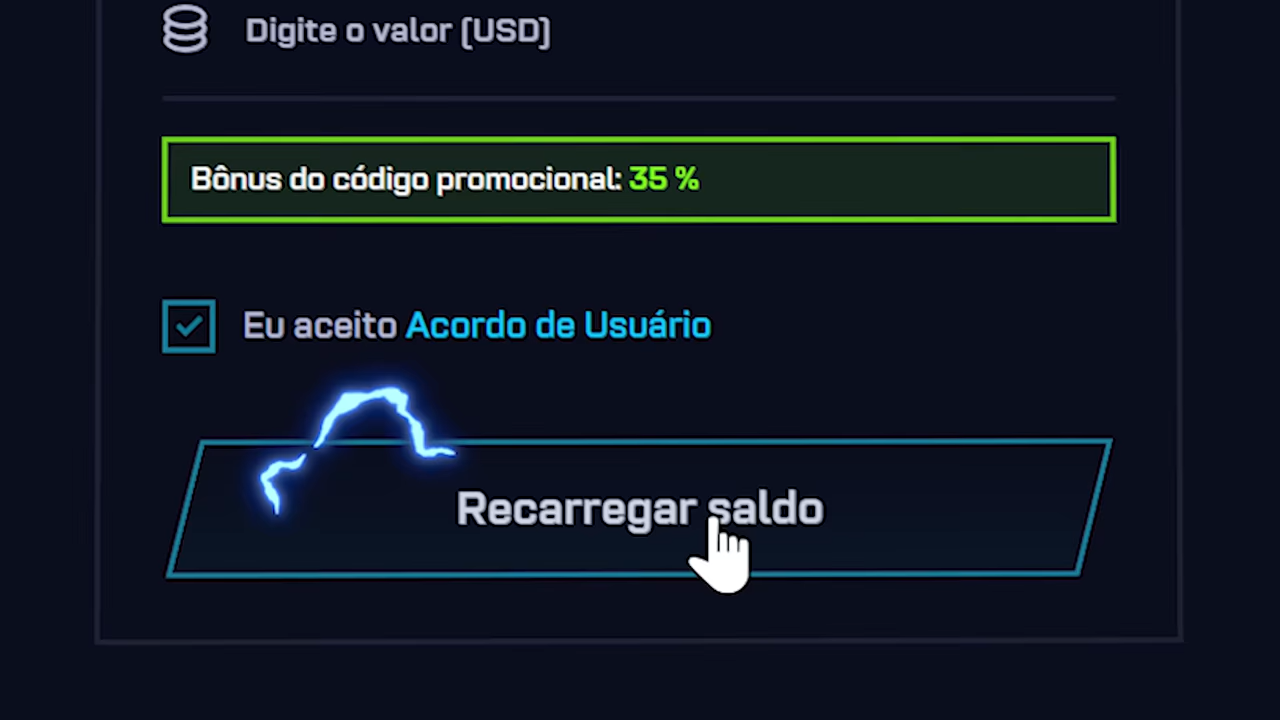 Digite o valor (USD)
Bônus do código promocional: 35 %
Eu aceito Acordo de Usuário
Recarregar saldo